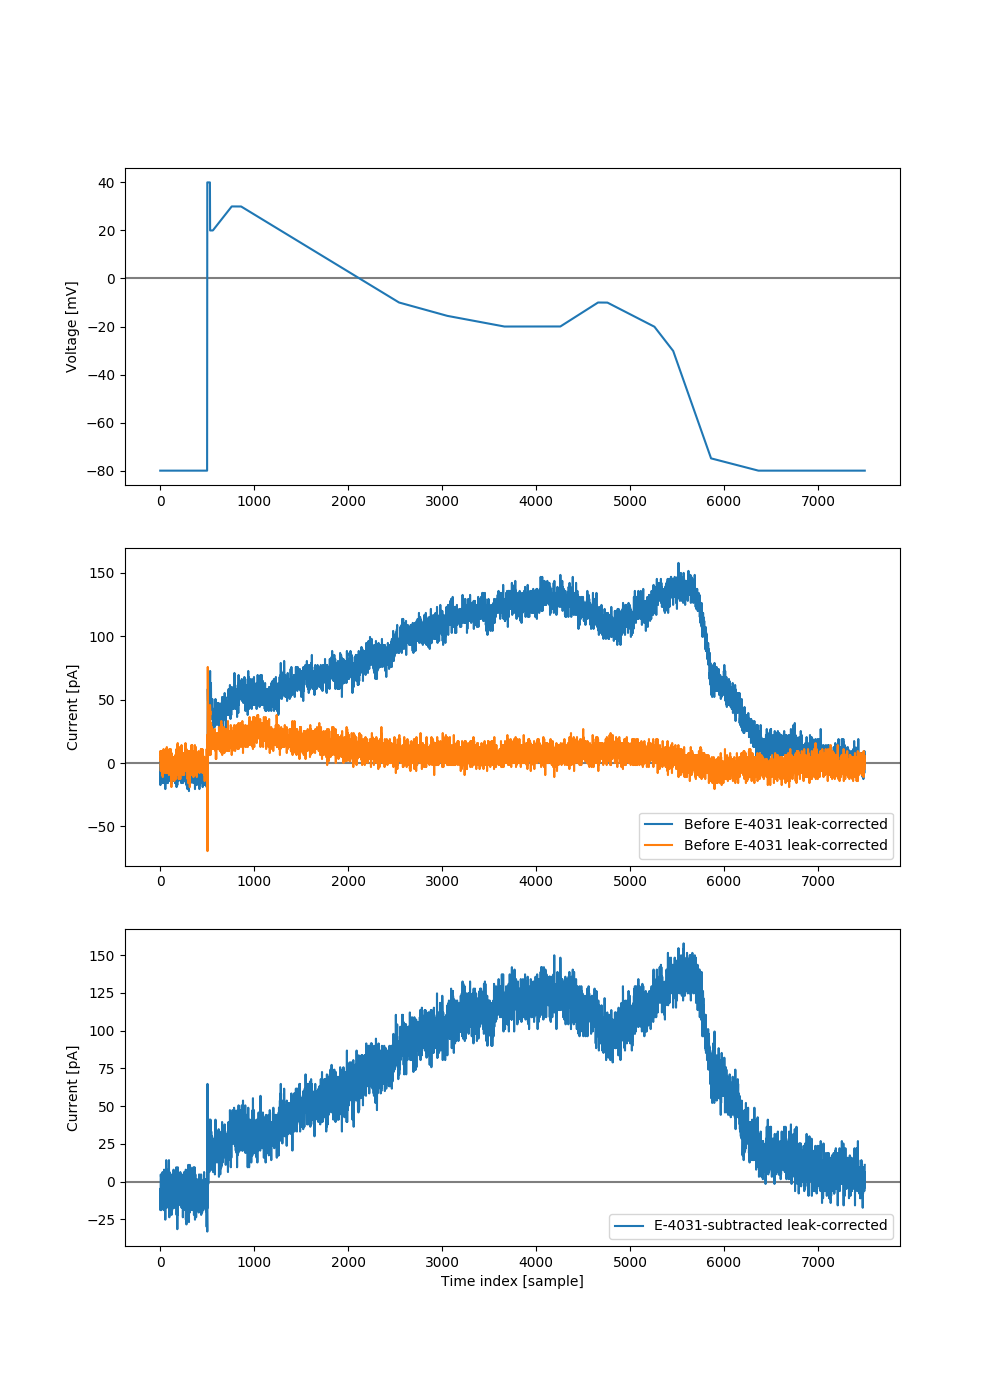 40
20
0
−20
−40
−60
−80
Voltage [mV]
0 1000 2000 3000 4000 5000 6000 7000
150
100
50
0
−50
Current [pA]
Before E-4031 leak-corrected
Before E-4031 leak-corrected
0 1000 2000 3000 4000 5000 6000 7000
150
125
100
75
50
25
0
−25
Current [pA]
E-4031-subtracted leak-corrected
0 1000 2000 3000 4000 5000 6000 7000
Time index [sample]